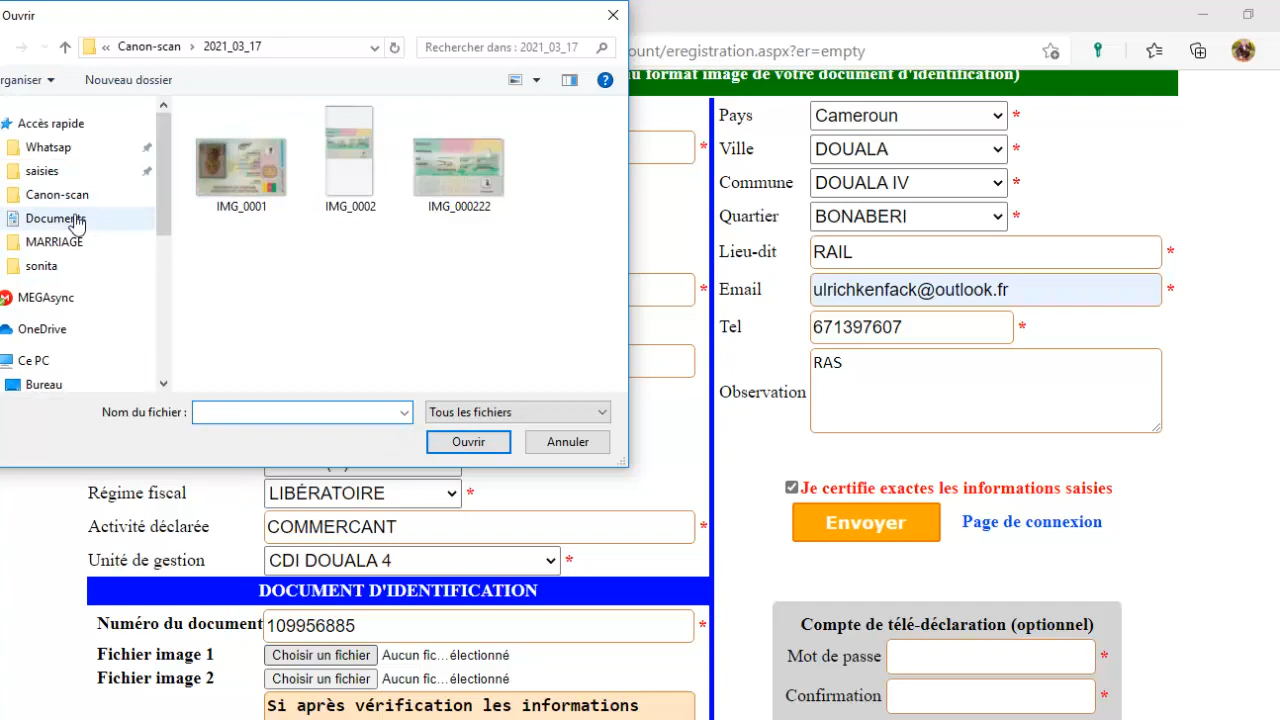 Ouvrir
« Canon-scan › 2021_03_17
Rechercher dans : 2021_03_17
rganiser
Nouveau dossier
Accès rapide
Whatsap
saisies
Canon-scan
Documents
MARRIAGE
sonita
MEGAsync
OneDrive
Ce PC
Bureau
IMG_0001
IMG_0002
IMG_000222
Nom du fichier :
Tous les fichiers
Ouvrir
Annuler
ount/eregistration.aspx?er=empty
u format image de votre document d'identification)
Régime fiscal LIBÉRATOIRE *
Activité déclarée COMMERCANT *
Unité de gestion CDI DOUALA 4 *
DOCUMENT D'IDENTIFICATION
Numéro du document 109956885 *
Fichier image 1 Choisir un fichier Aucun fic…électionné
Fichier image 2 Choisir un fichier Aucun fic…électionné
Si après vérification les informations
Pays Cameroun *
Ville DOUALA *
Commune DOUALA IV *
Quartier BONABERI *
Lieu-dit RAIL *
Email ulrichkenfack@outlook.fr *
Tel 671397607 *
Observation RAS
Je certifie exactes les informations saisies
Envoyer Page de connexion
Compte de télé-déclaration (optionnel)
Mot de passe *
Confirmation *